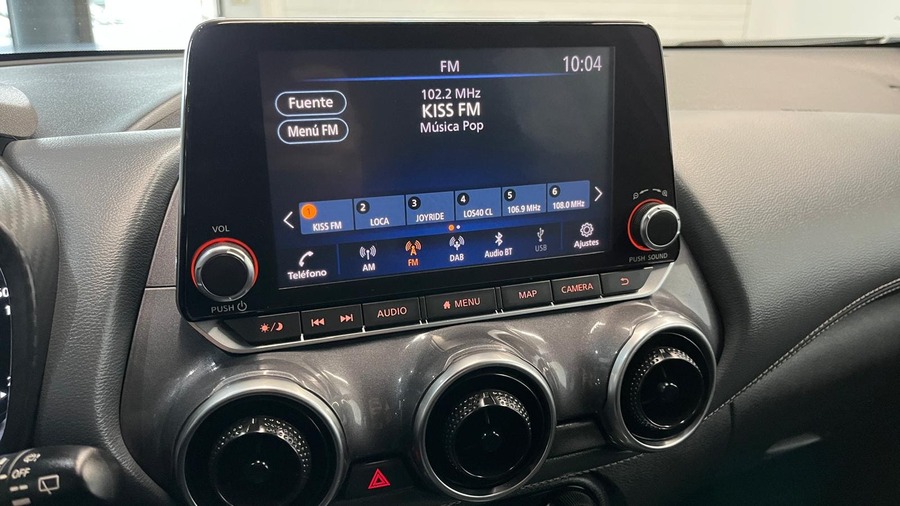 FM
10:04
Fuente
Menú FM
102.2 MHz
KISS FM
Música Pop
1 KISS FM
2 LOCA
3 JOYRIDE
4 LOS40 CL
5 106.9 MHz
6 108.0 MHz
Teléfono
AM
FM
DAB
Audio BT
USB
Ajustes
VOL
PUSH
PUSH SOUND
AUDIO
MENU
MAP
CAMERA
OFF